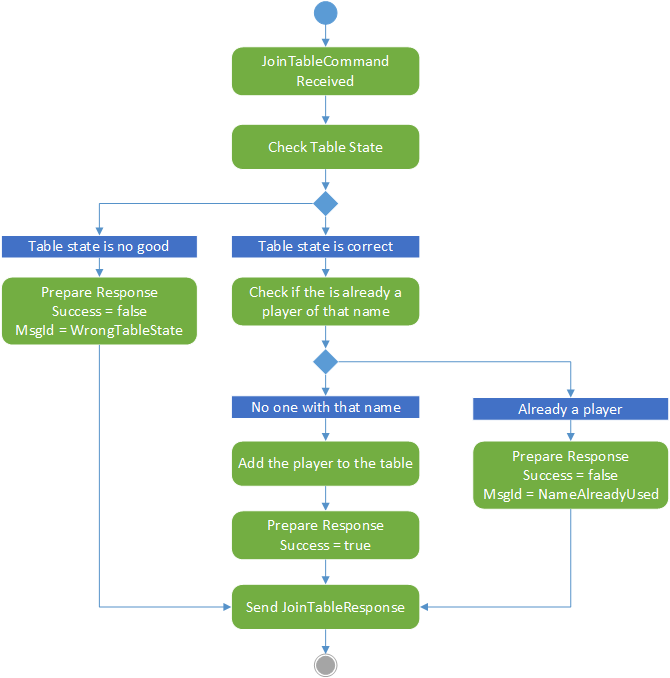 JoinTableCommand
Received
Check Table State
Table state is no good
Table state is correct
Prepare Response
Success = false
MsgId = WrongTableState
Check if the is already a
player of that name
No one with that name
Already a player
Add the player to the table
Prepare Response
Success = false
MsgId = NameAlreadyUsed
Prepare Response
Success = true
Send JoinTableResponse